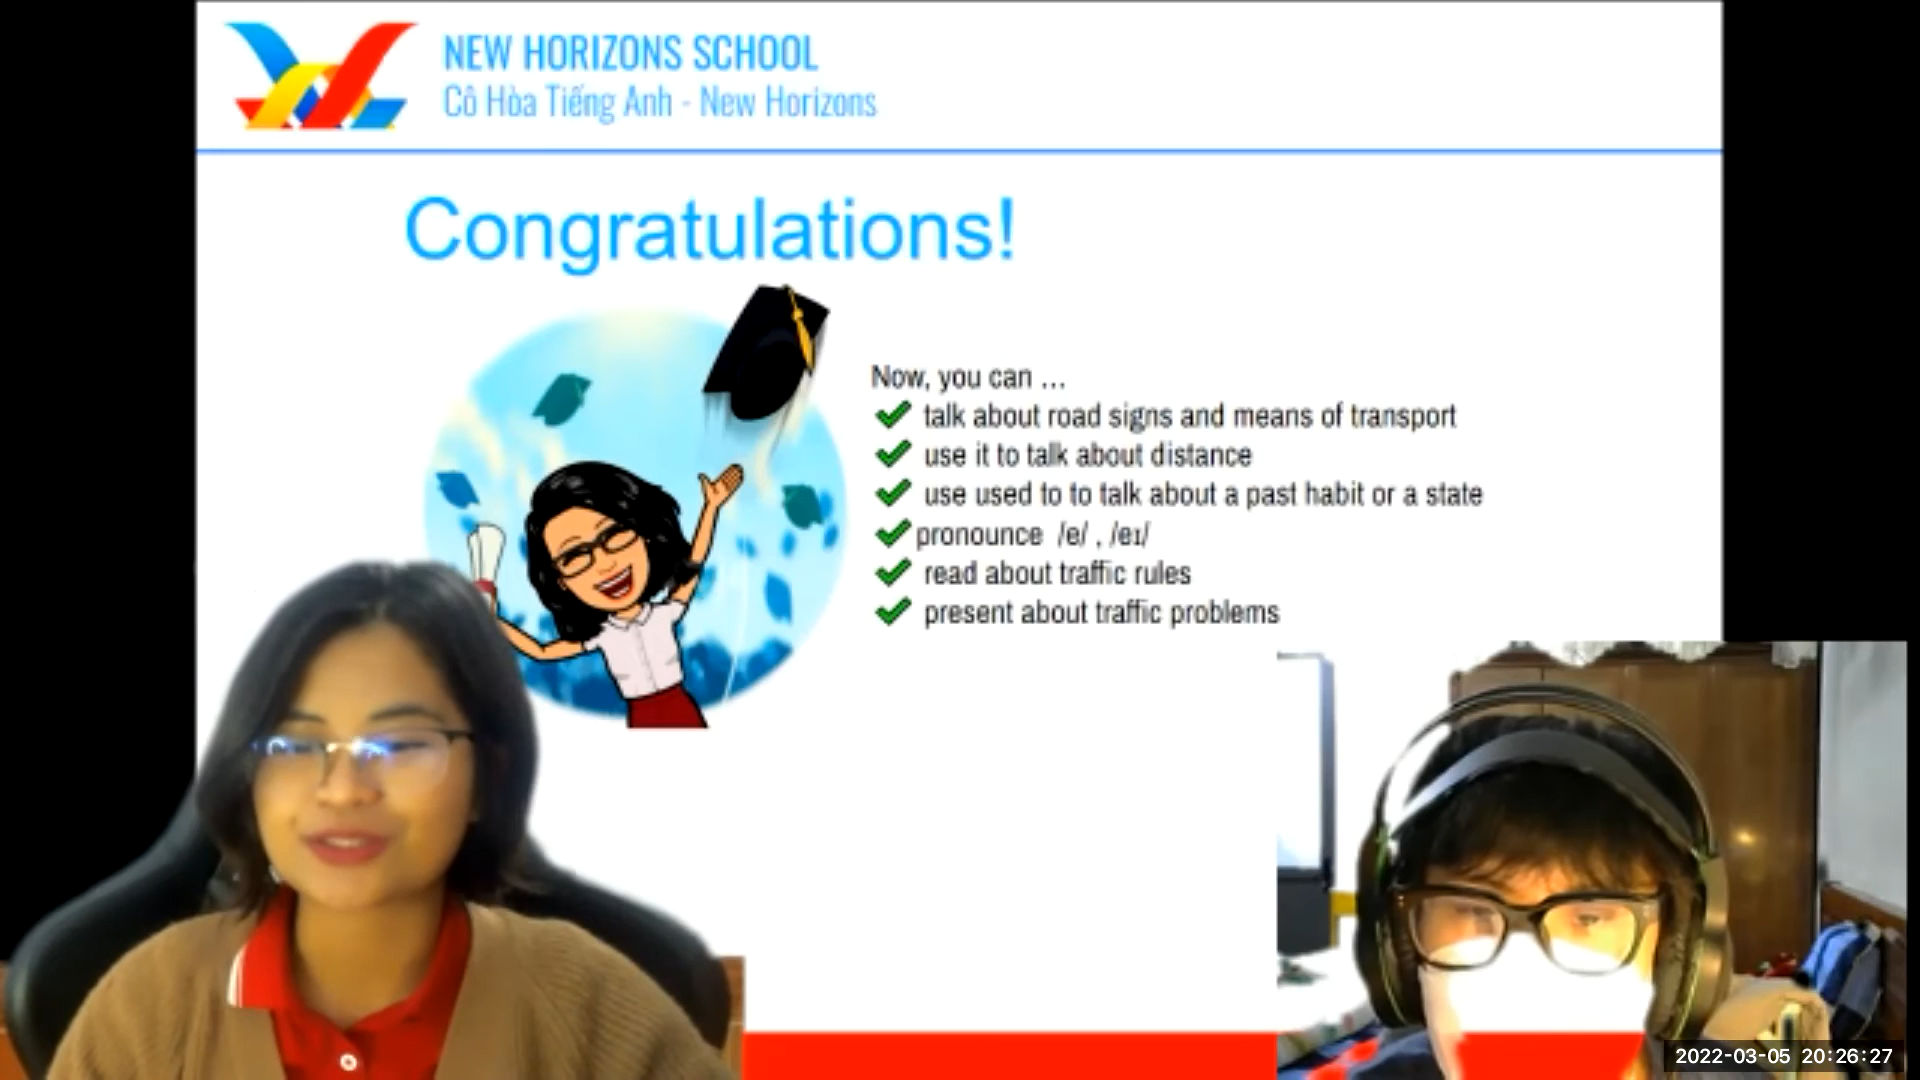 NEW HORIZONS SCHOOL
Cô Hòa Tiếng Anh - New Horizons
Congratulations!
Now, you can ...
talk about road signs and means of transport
use it to talk about distance
use used to to talk about a past habit or a state
pronounce /e/ , /eɪ/
read about traffic rules
present about traffic problems
2022-03-05 20:26:27